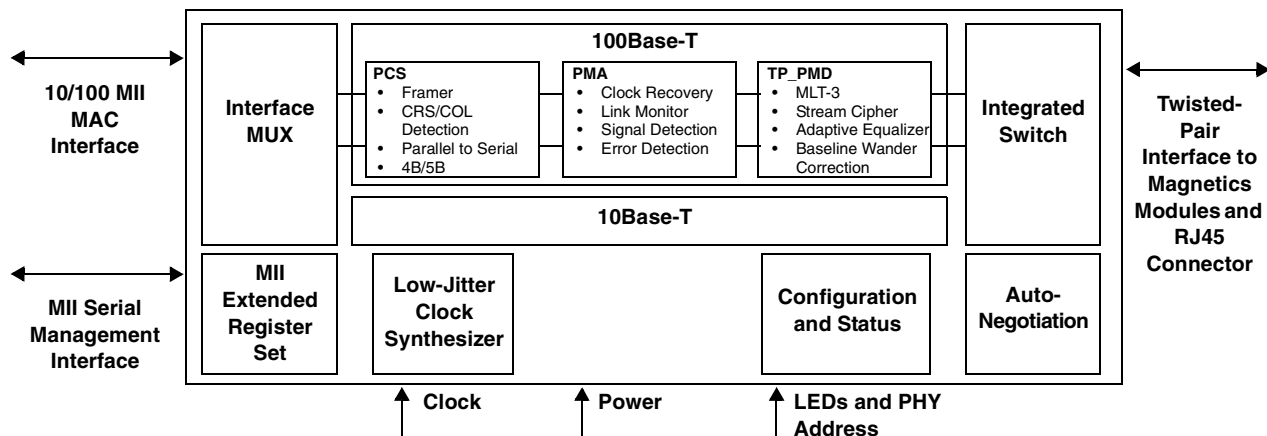 100Base-T
10/100 MII
MAC
Interface
Interface
MUX
PCS
• Framer
• CRS/COL
Detection
• Parallel to Serial
• 4B/5B
PMA
• Clock Recovery
• Link Monitor
• Signal Detection
• Error Detection
TP_PMD
• MLT-3
• Stream Cipher
• Adaptive Equalizer
• Baseline Wander
Correction
Integrated
Switch
Twisted-
Pair
Interface to
Magnetics
Modules and
RJ45
Connector
10Base-T
MII Serial
Management
Interface
MII
Extended
Register
Set
Low-Jitter
Clock
Synthesizer
Configuration
and Status
Auto-
Negotiation
Clock
Power
LEDs and PHY
Address